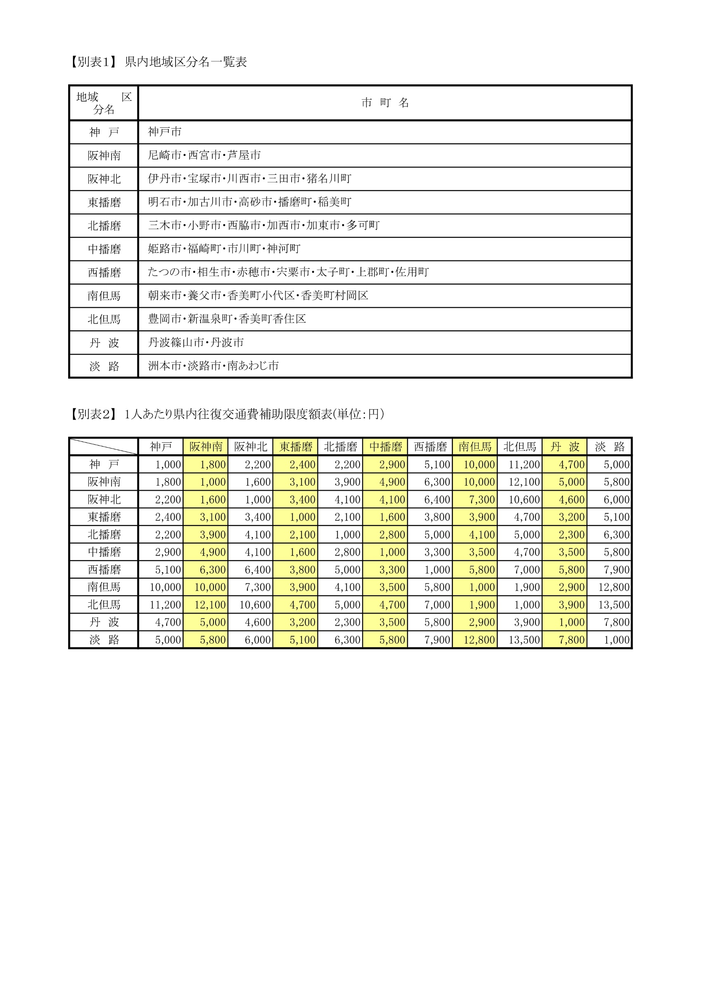 【別表1】 県内地域区分名一覧表
地域 区分名 市 町 名
神 戸 神戸市
阪神南 尼崎市・西宮市・芦屋市
阪神北 伊丹市・宝塚市・川西市・三田市・猪名川町
東播磨 明石市・加古川市・高砂市・播磨町・稲美町
北播磨 三木市・小野市・西脇市・加西市・加東市・多可町
中播磨 姫路市・福崎町・市川町・神河町
西播磨 たつの市・相生市・赤穂市・宍粟市・太子町・上郡町・佐用町
南但馬 朝来市・養父市・香美町小代区・香美町村岡区
北但馬 豊岡市・新温泉町・香美町香住区
丹 波 丹波篠山市・丹波市
淡 路 洲本市・淡路市・南あわじ市
【別表2】 1人あたり県内往復交通費補助限度額表(単位:円)
神戸 阪神南 阪神北 東播磨 北播磨 中播磨 西播磨 南但馬 北但馬 丹 波 淡 路
神 戸 1,000 1,800 2,200 2,400 2,200 2,900 5,100 10,000 11,200 4,700 5,000
阪神南 1,800 1,000 1,600 3,100 3,900 4,900 6,300 10,000 12,100 5,000 5,800
阪神北 2,200 1,600 1,000 3,400 4,100 4,100 6,400 7,300 10,600 4,600 6,000
東播磨 2,400 3,100 3,400 1,000 2,100 1,600 3,800 3,900 4,700 3,200 5,100
北播磨 2,200 3,900 4,100 2,100 1,000 2,800 5,000 4,100 5,000 2,300 6,300
中播磨 2,900 4,900 4,100 1,600 2,800 1,000 3,300 3,500 4,700 3,500 5,800
西播磨 5,100 6,300 6,400 3,800 5,000 3,300 1,000 5,800 7,000 5,800 7,900
南但馬 10,000 10,000 7,300 3,900 4,100 3,500 5,800 1,000 1,900 2,900 12,800
北但馬 11,200 12,100 10,600 4,700 5,000 4,700 7,000 1,900 1,000 3,900 13,500
丹 波 4,700 5,000 4,600 3,200 2,300 3,500 5,800 2,900 3,900 1,000 7,800
淡 路 5,000 5,800 6,000 5,100 6,300 5,800 7,900 12,800 13,500 7,800 1,000